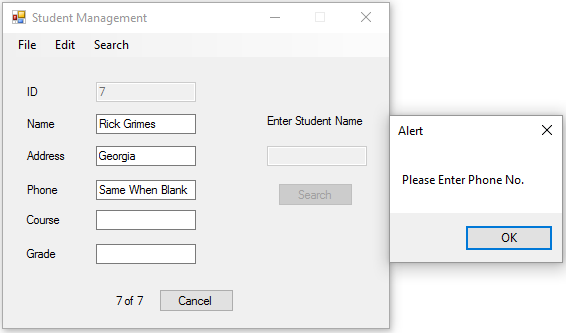 Student Management
File Edit Search
ID 7
Name Rick Grimes
Address Georgia
Phone Same When Blank
Course
Grade
7 of 7 Cancel
Enter Student Name
Search
Alert
Please Enter Phone No.
OK